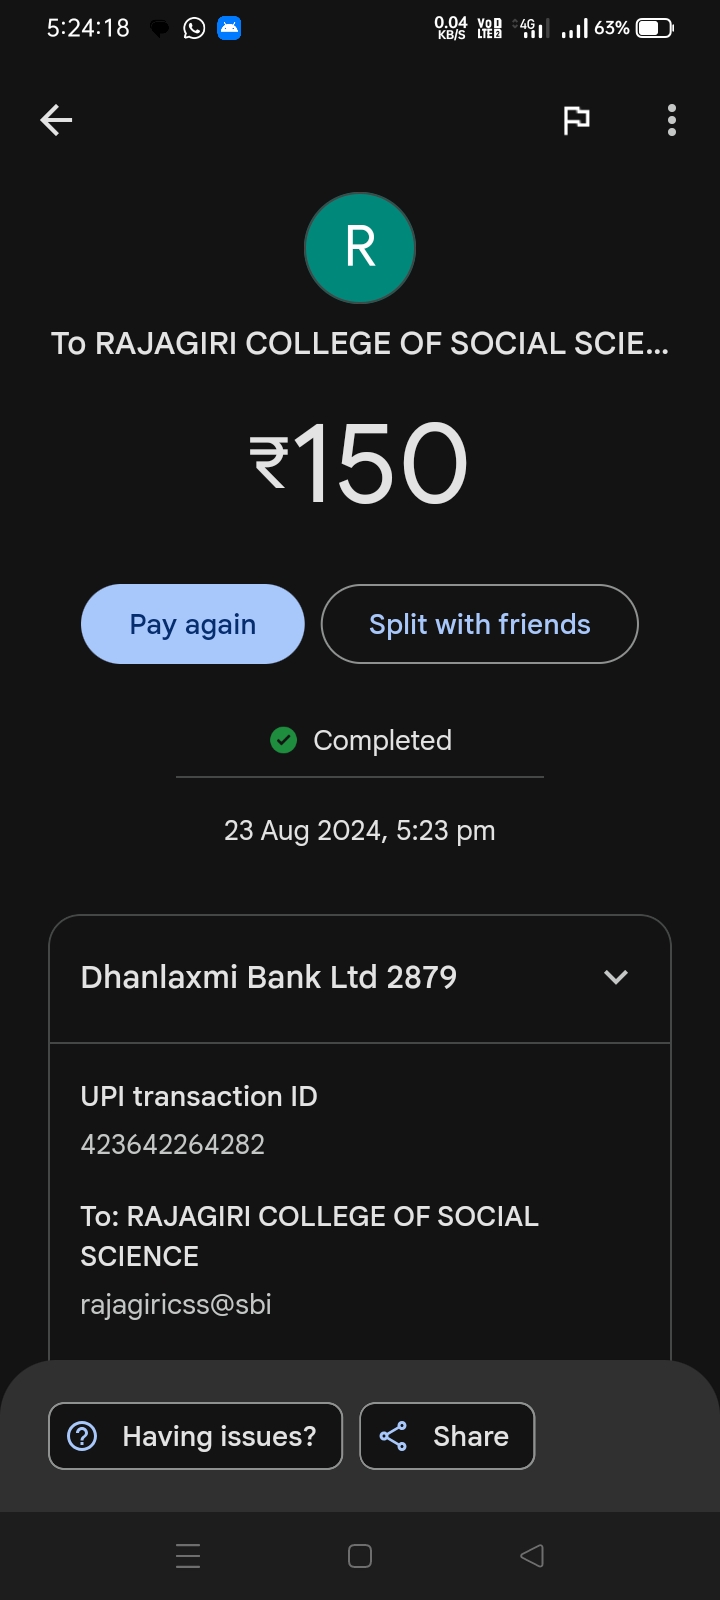 5:24:18
0.04 KB/S VoD LTE2 4G 63%
R
To RAJAGIRI COLLEGE OF SOCIAL SCIE...
₹150
Pay again
Split with friends
Completed
23 Aug 2024, 5:23 pm
Dhanlaxmi Bank Ltd 2879
UPI transaction ID
423642264282
To: RAJAGIRI COLLEGE OF SOCIAL
SCIENCE
rajagiricss@sbi
Having issues?
Share